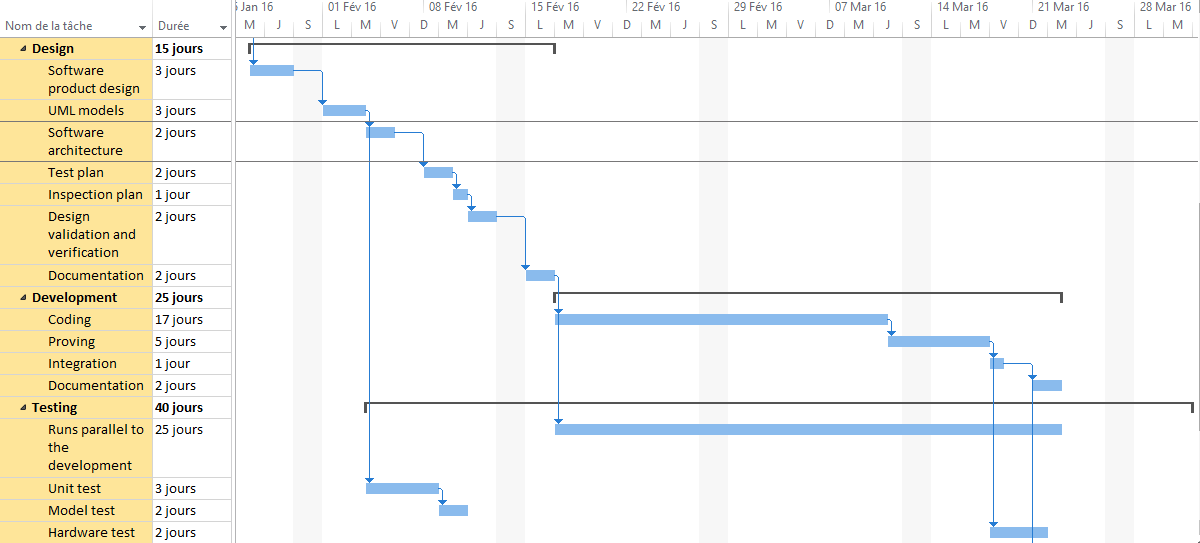 5 Jan 16 01 Fév 16 08 Fév 16 15 Fév 16 22 Fév 16 29 Fév 16 07 Mar 16 14 Mar 16 21 Mar 16 28 Mar 16
Nom de la tâche Durée M J S L M V D M J S L M V D M J S L M V D M J S L M V D M J S L M
Design 15 jours
Software 3 jours
product design
UML models 3 jours
Software 2 jours
architecture
Test plan 2 jours
Inspection plan 1 jour
Design 2 jours
validation and
verification
Documentation 2 jours
Development 25 jours
Coding 17 jours
Proving 5 jours
Integration 1 jour
Documentation 2 jours
Testing 40 jours
Runs parallel to 25 jours
the
development
Unit test 3 jours
Model test 2 jours
Hardware test 2 jours